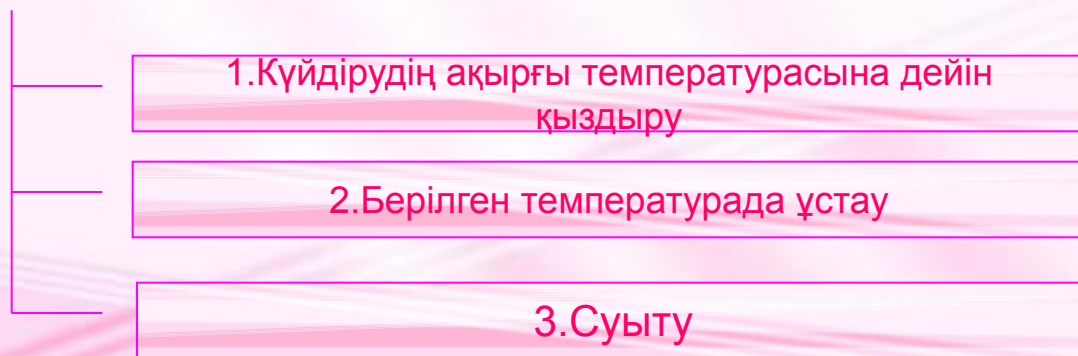 1.Күйдірудің ақырғы температурасына дейін
қыздыру
2.Берілген температурада ұстау
3.Суыту